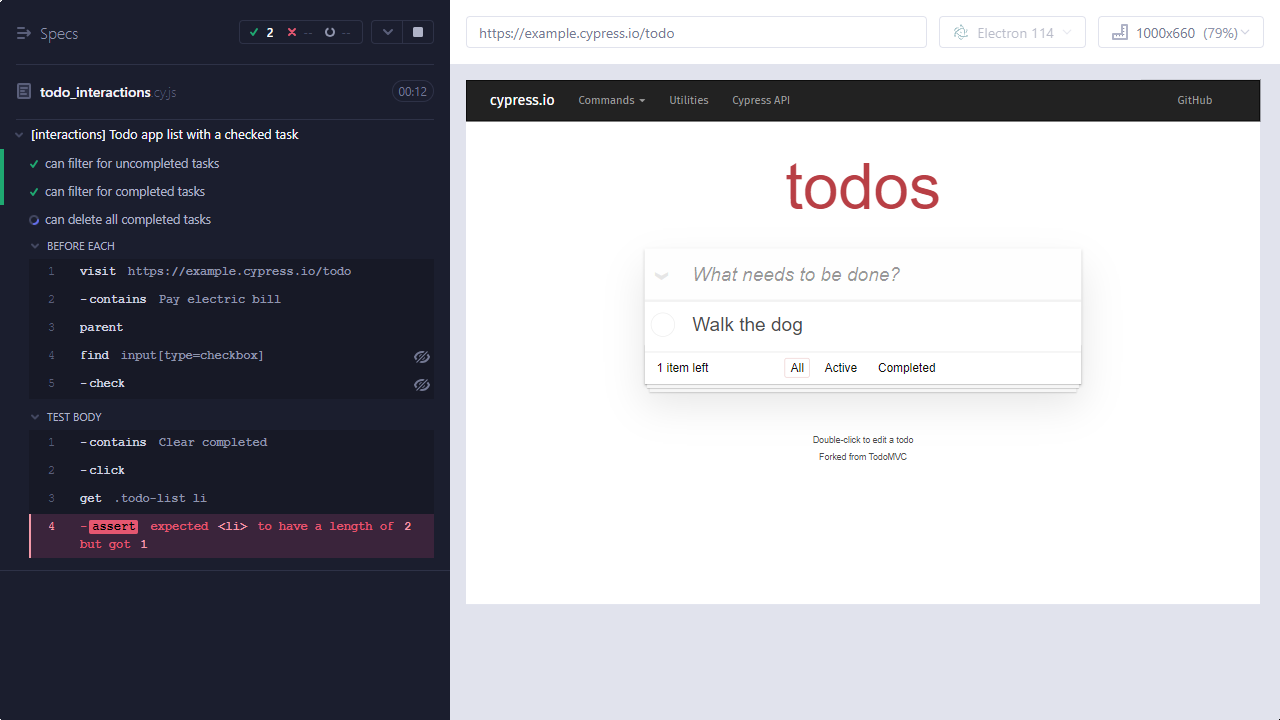 Specs
2 -- --
todo_interactions cy.js 00:12
[interactions] Todo app list with a checked task
can filter for uncompleted tasks
can filter for completed tasks
can delete all completed tasks
BEFORE EACH
1 visit https://example.cypress.io/todo
2 -contains Pay electric bill
3 parent
4 find input[type=checkbox]
5 -check
TEST BODY
1 -contains Clear completed
2 -click
3 get .todo-list li
4 -assert expected <li> to have a length of 2
but got 1
https://example.cypress.io/todo
Electron 114
1000x660 (79%)
cypress.io Commands Utilities Cypress API GitHub
todos
What needs to be done?
Walk the dog
1 item left All Active Completed
Double-click to edit a todo
Forked from TodoMVC